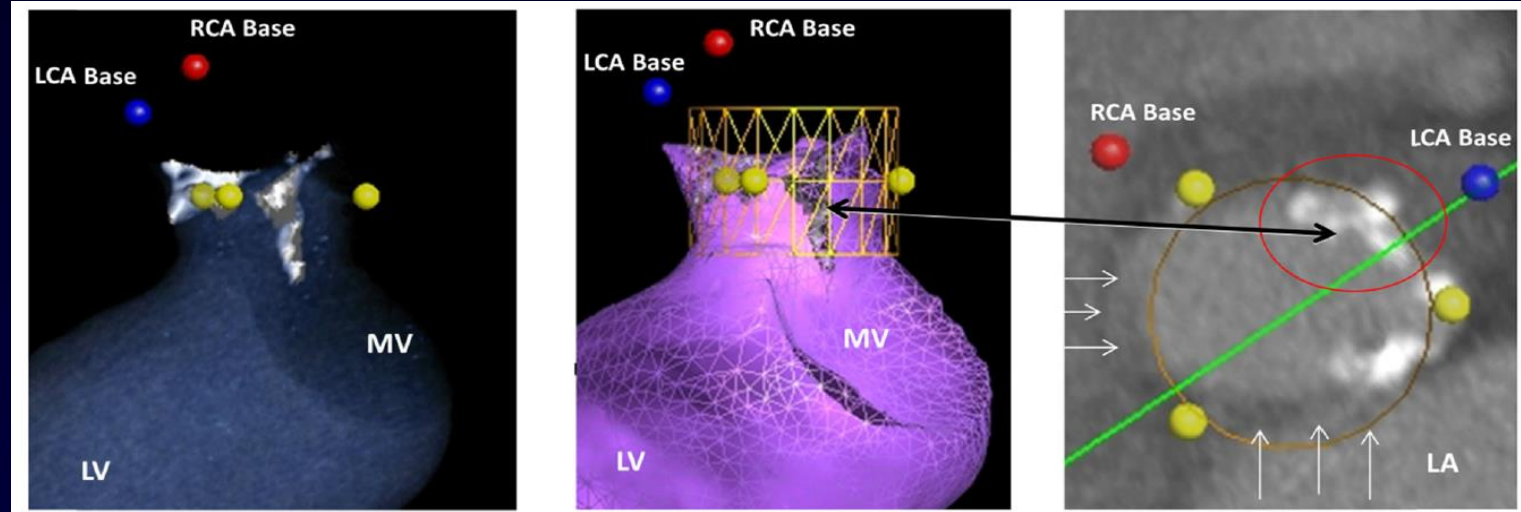 RCA Base
LCA Base
MV
LV
RCA Base
LCA Base
MV
LV
RCA Base
LCA Base
LA